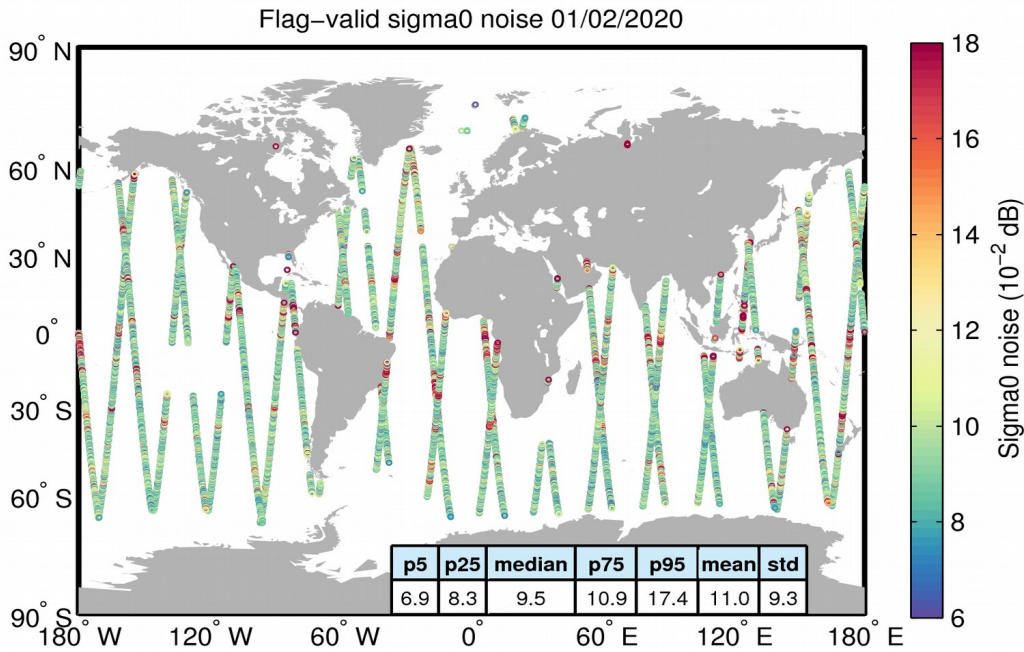 Flag−valid sigma0 noise 01/02/2020
90° N
60° N
30° N
0°
30° S
60° S
90° S
180° W
120° W
60° W
0°
60° E
120° E
180° E
p5 p25 median p75 p95 mean std
6.9 8.3 9.5 10.9 17.4 11.0 9.3
18
16
14
12
10
8
6
Sigma0 noise (10⁻² dB)